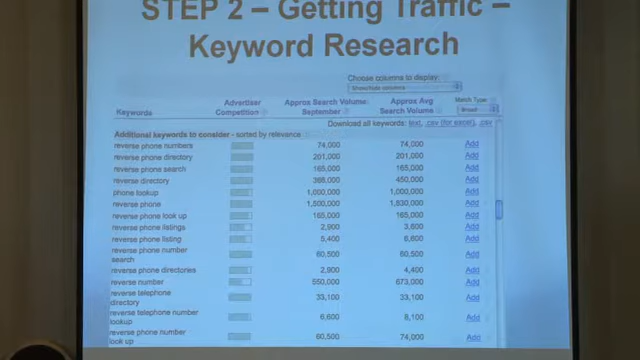 STEP 2 – Getting Traffic –
Keyword Research
Choose columns to display:
Show/hide columns
Keywords Advertiser Competition Approx Search Volume: September Approx Avg Search Volume Match Type: Broad
Download all keywords: text, .csv (for excel), .csv
Additional keywords to consider - sorted by relevance
reverse phone numbers 74,000 74,000 Add
reverse phone directory 201,000 201,000 Add
reverse phone search 165,000 165,000 Add
reverse directory 368,000 450,000 Add
phone lookup 1,000,000 1,000,000 Add
reverse phone 1,500,000 1,830,000 Add
reverse phone look up 165,000 165,000 Add
reverse phone listings 2,900 3,600 Add
reverse phone listing 5,400 6,600 Add
reverse phone number search 60,500 60,500 Add
reverse phone directories 2,900 4,400 Add
reverse number 550,000 673,000 Add
reverse telephone directory 33,100 33,100 Add
reverse telephone number lookup 6,600 8,100 Add
reverse phone number look up 60,500 74,000 Add